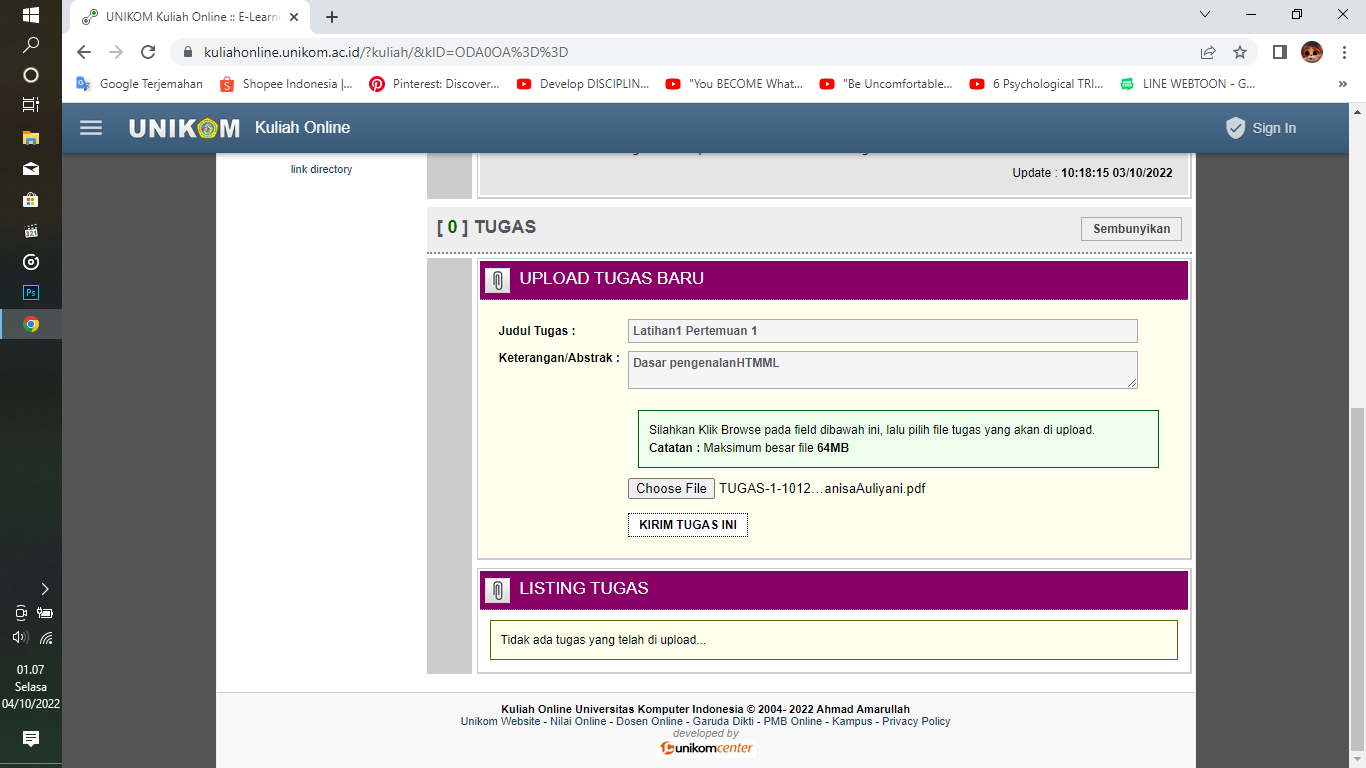 UNIKOM Kuliah Online :: E-Learni
kuliahonline.unikom.ac.id/?kuliah/&kID=ODA0OA%3D%3D
Google Terjemahan
Shopee Indonesia |...
Pinterest: Discover...
Develop DISCIPLIN...
"You BECOME What...
"Be Uncomfortable...
6 Psychological TRI...
LINE WEBTOON - G...
»
UNIKOM Kuliah Online
Sign In
link directory
Update : 10:18:15 03/10/2022
[ 0 ] TUGAS
Sembunyikan
UPLOAD TUGAS BARU
Judul Tugas : Latihan1 Pertemuan 1
Keterangan/Abstrak : Dasar pengenalanHTMML
Silahkan Klik Browse pada field dibawah ini, lalu pilih file tugas yang akan di upload.
Catatan : Maksimum besar file 64MB
Choose File TUGAS-1-1012...anisaAuliyani.pdf
KIRIM TUGAS INI
LISTING TUGAS
Tidak ada tugas yang telah di upload...
Kuliah Online Universitas Komputer Indonesia © 2004- 2022 Ahmad Amarullah
Unikom Website - Nilai Online - Dosen Online - Garuda Dikti - PMB Online - Kampus - Privacy Policy
developed by
unikomcenter
Ps
01.07
Selasa
04/10/2022